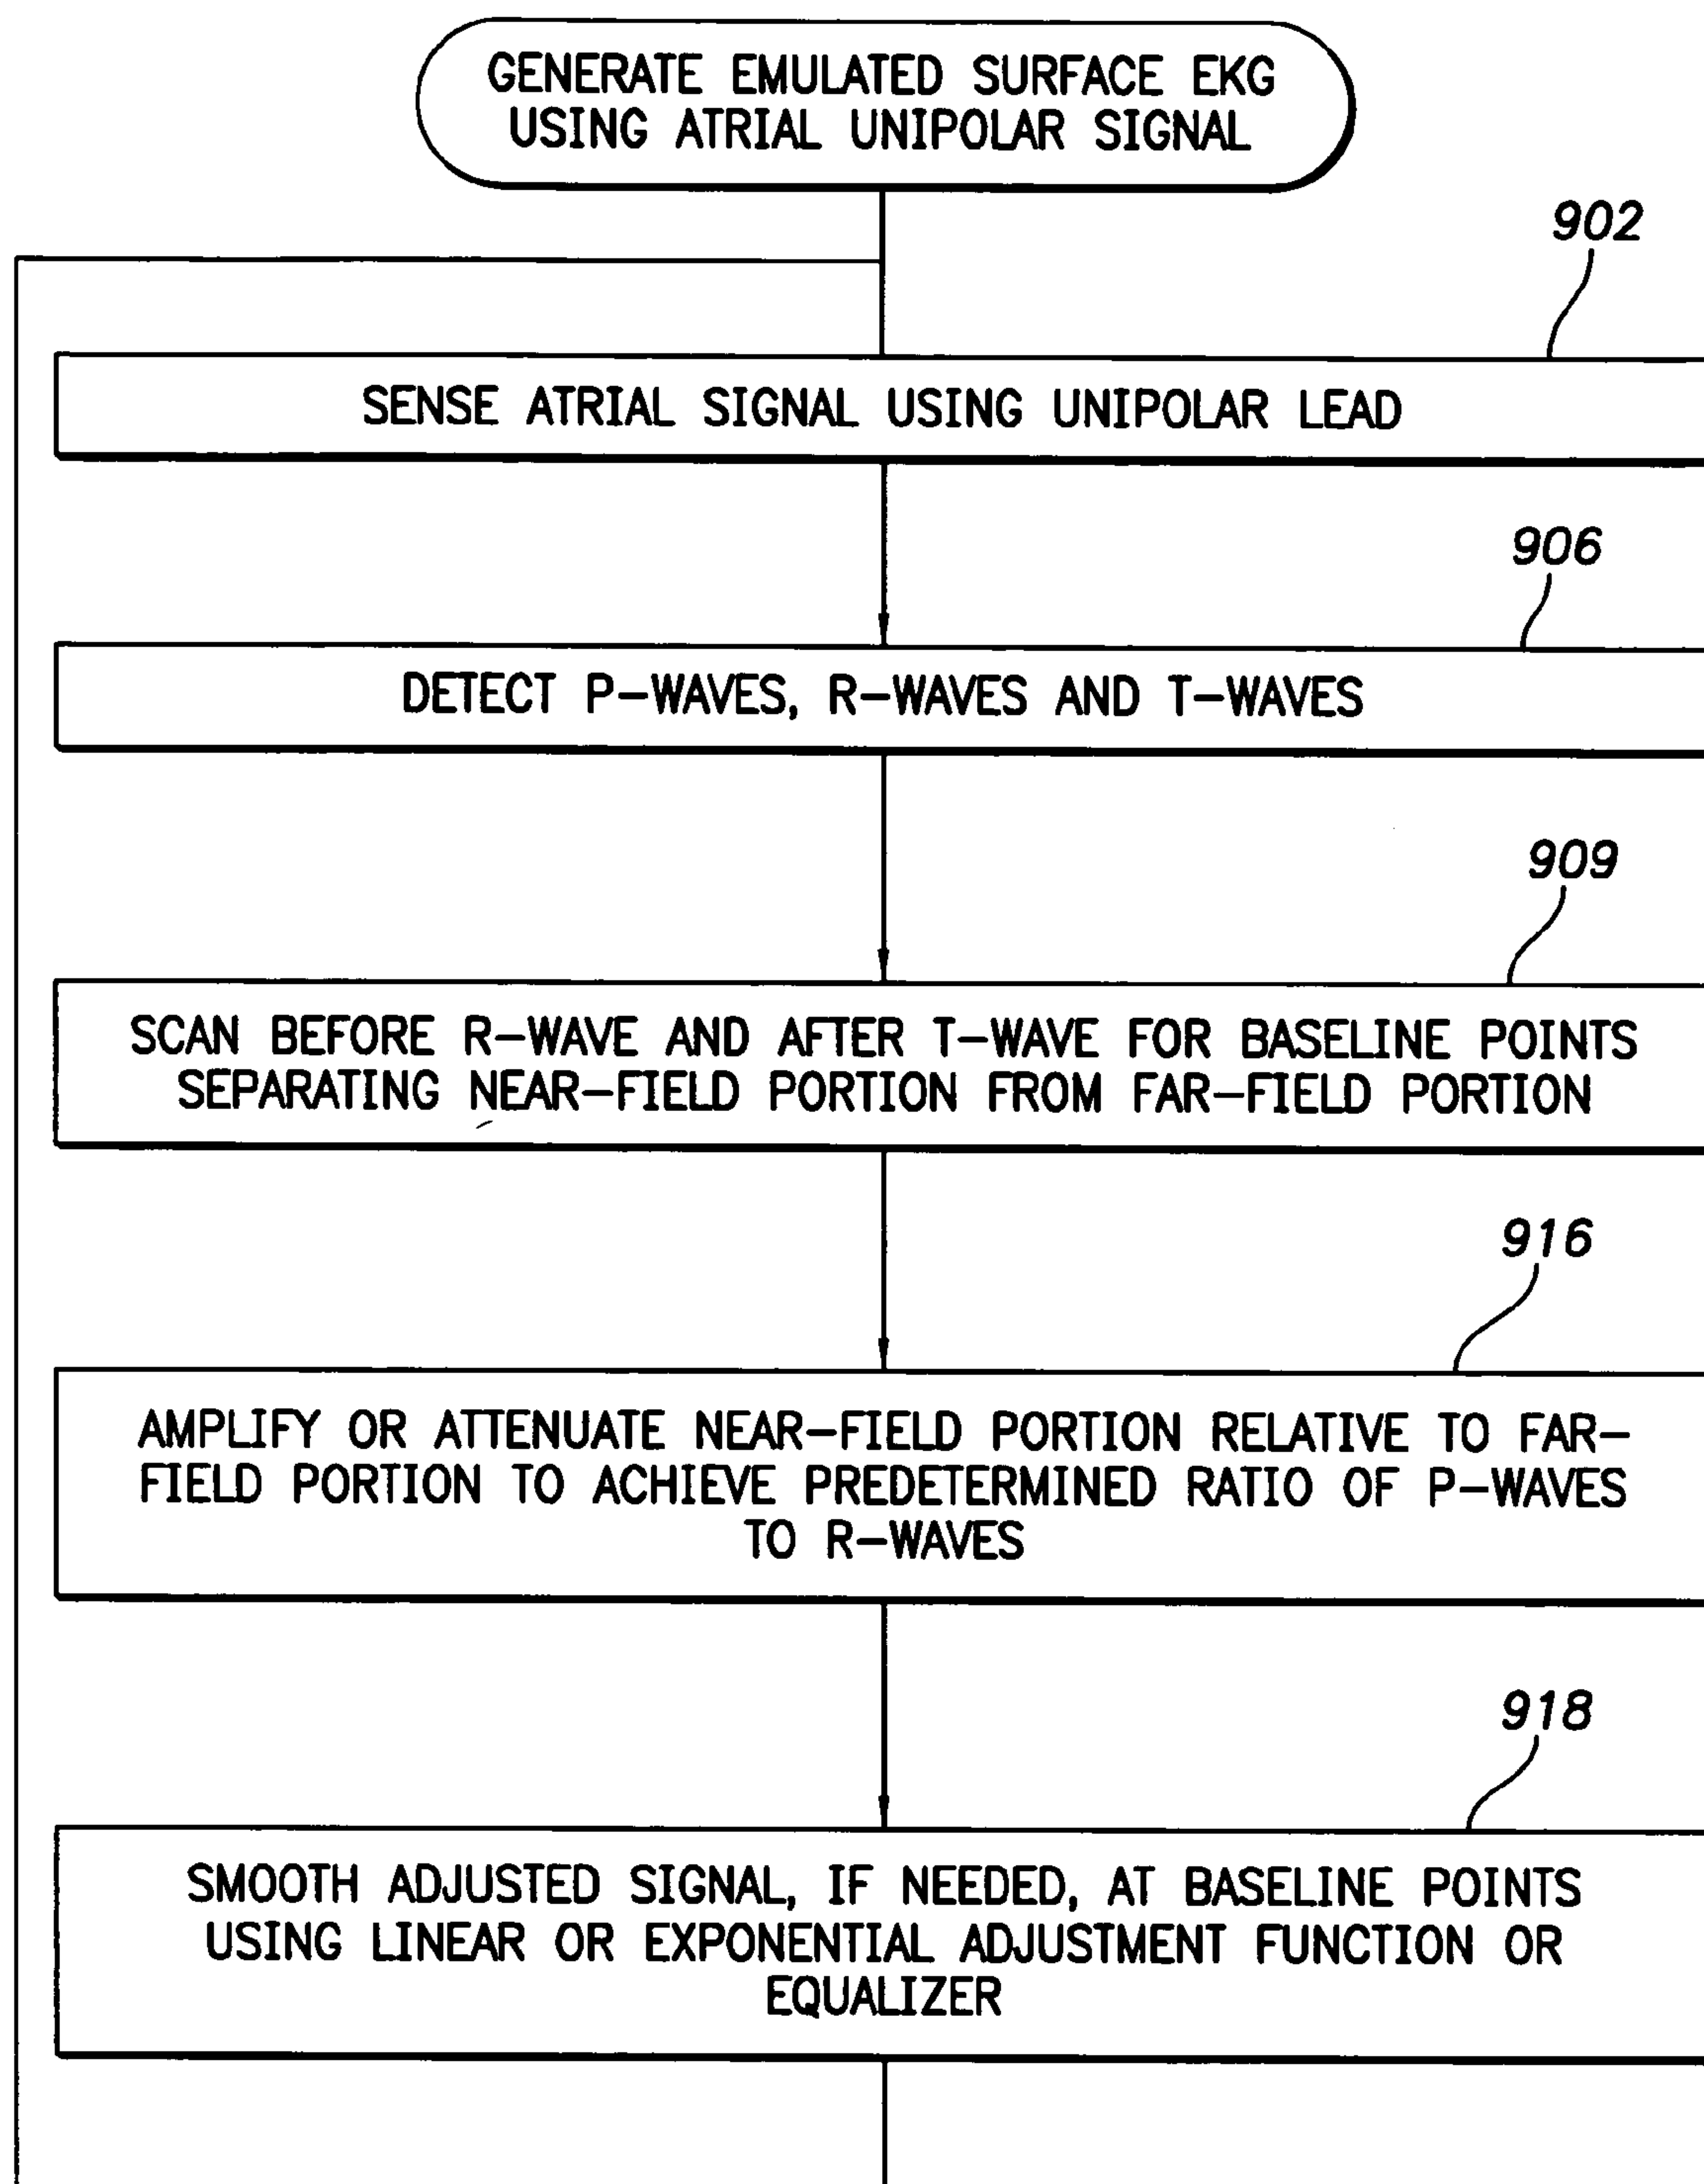 GENERATE EMULATED SURFACE EKG
USING ATRIAL UNIPOLAR SIGNAL
902
SENSE ATRIAL SIGNAL USING UNIPOLAR LEAD
906
DETECT P-WAVES, R-WAVES AND T-WAVES
909
SCAN BEFORE R-WAVE AND AFTER T-WAVE FOR BASELINE POINTS
SEPARATING NEAR-FIELD PORTION FROM FAR-FIELD PORTION
916
AMPLIFY OR ATTENUATE NEAR-FIELD PORTION RELATIVE TO FAR-
FIELD PORTION TO ACHIEVE PREDETERMINED RATIO OF P-WAVES
TO R-WAVES
918
SMOOTH ADJUSTED SIGNAL, IF NEEDED, AT BASELINE POINTS
USING LINEAR OR EXPONENTIAL ADJUSTMENT FUNCTION OR
EQUALIZER